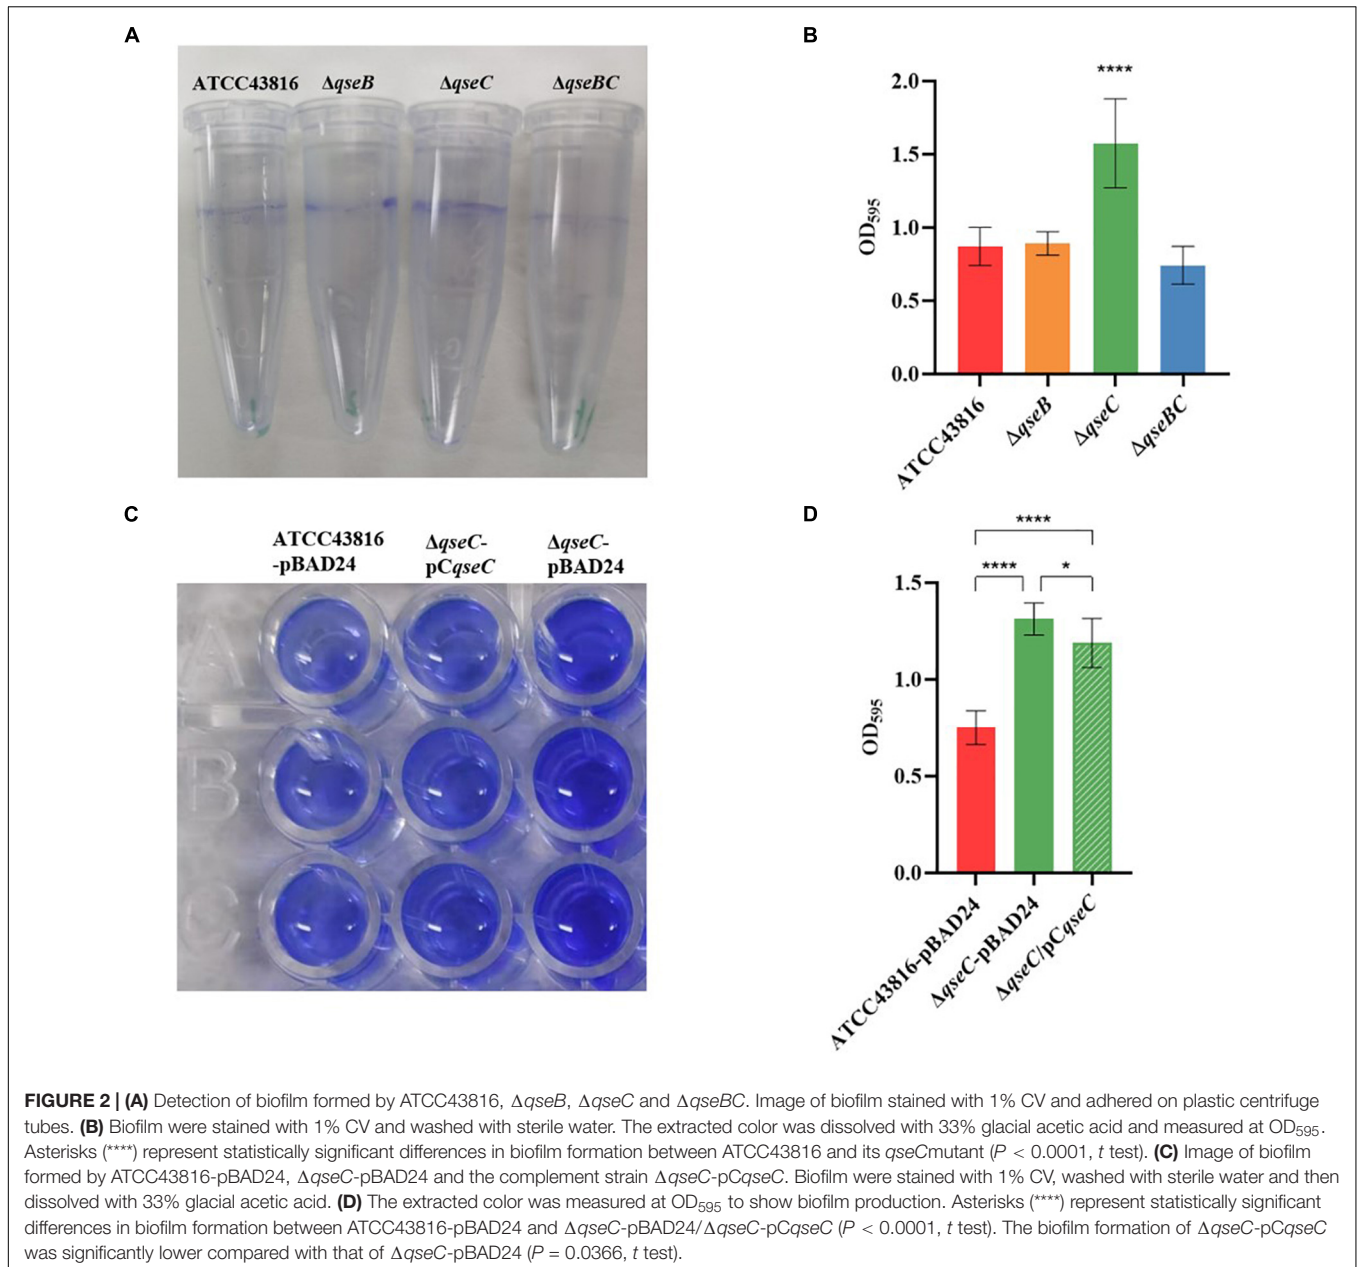 A
ATCC43816 ΔqseB ΔqseC ΔqseBC
B
****
2.0
1.5
1.0
0.5
0.0
OD595
ATCC43816
ΔqseB
ΔqseC
ΔqseBC
C
ATCC43816
-pBAD24
ΔqseC-
pCqseC
ΔqseC-
pBAD24
A
B
C
D
****
**** *
1.5
1.0
0.5
0.0
OD595
ATCC43816-pBAD24
ΔqseC-pBAD24
ΔqseC/pCqseC
FIGURE 2 | (A) Detection of biofilm formed by ATCC43816, ΔqseB, ΔqseC and ΔqseBC. Image of biofilm stained with 1% CV and adhered on plastic centrifuge
tubes. (B) Biofilm were stained with 1% CV and washed with sterile water. The extracted color was dissolved with 33% glacial acetic acid and measured at OD595.
Asterisks (****) represent statistically significant differences in biofilm formation between ATCC43816 and its qseCmutant (P < 0.0001, t test). (C) Image of biofilm
formed by ATCC43816-pBAD24, ΔqseC-pBAD24 and the complement strain ΔqseC-pCqseC. Biofilm were stained with 1% CV, washed with sterile water and then
dissolved with 33% glacial acetic acid. (D) The extracted color was measured at OD595 to show biofilm production. Asterisks (****) represent statistically significant
differences in biofilm formation between ATCC43816-pBAD24 and ΔqseC-pBAD24/ΔqseC-pCqseC (P < 0.0001, t test). The biofilm formation of ΔqseC-pCqseC
was significantly lower compared with that of ΔqseC-pBAD24 (P = 0.0366, t test).